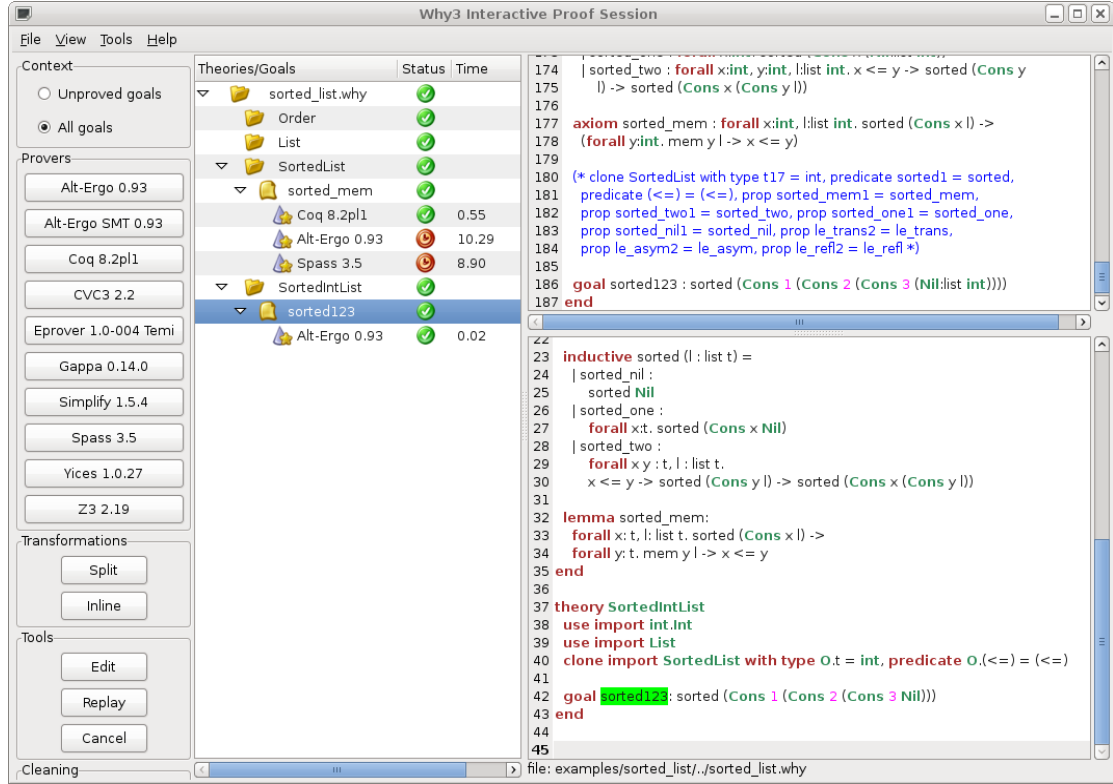 Why3 Interactive Proof Session
File View Tools Help
Context
Unproved goals
All goals
Provers
Alt-Ergo 0.93
Alt-Ergo SMT 0.93
Coq 8.2pl1
CVC3 2.2
Eprover 1.0-004 Temi
Gappa 0.14.0
Simplify 1.5.4
Spass 3.5
Yices 1.0.27
Z3 2.19
Transformations
Split
Inline
Tools
Edit
Replay
Cancel
Cleaning
Theories/Goals Status Time
sorted_list.why
Order
List
SortedList
sorted_mem
Coq 8.2pl1 0.55
Alt-Ergo 0.93 10.29
Spass 3.5 8.90
SortedIntList
sorted123
Alt-Ergo 0.93 0.02
174 | sorted_two : forall x:int, y:int, l:list int. x <= y -> sorted (Cons y
175 l) -> sorted (Cons x (Cons y l))
176
177 axiom sorted_mem : forall x:int, l:list int. sorted (Cons x l) ->
178 (forall y:int. mem y l -> x <= y)
179
180 (* clone SortedList with type t17 = int, predicate sorted1 = sorted,
181 predicate (<=) = (<=), prop sorted_mem1 = sorted_mem,
182 prop sorted_two1 = sorted_two, prop sorted_one1 = sorted_one,
183 prop sorted_nil1 = sorted_nil, prop le_trans2 = le_trans,
184 prop le_asym2 = le_asym, prop le_refl2 = le_refl *)
185
186 goal sorted123 : sorted (Cons 1 (Cons 2 (Cons 3 (Nil:list int))))
187 end
22
23 inductive sorted (l : list t) =
24 | sorted_nil :
25 sorted Nil
26 | sorted_one :
27 forall x:t. sorted (Cons x Nil)
28 | sorted_two :
29 forall x y : t, l : list t.
30 x <= y -> sorted (Cons y l) -> sorted (Cons x (Cons y l))
31
32 lemma sorted_mem:
33 forall x: t, l: list t. sorted (Cons x l) ->
34 forall y: t. mem y l -> x <= y
35 end
36
37 theory SortedIntList
38 use import int.Int
39 use import List
40 clone import SortedList with type O.t = int, predicate O.(<=) = (<=)
41
42 goal sorted123: sorted (Cons 1 (Cons 2 (Cons 3 Nil)))
43 end
44
45
file: examples/sorted_list/../sorted_list.why